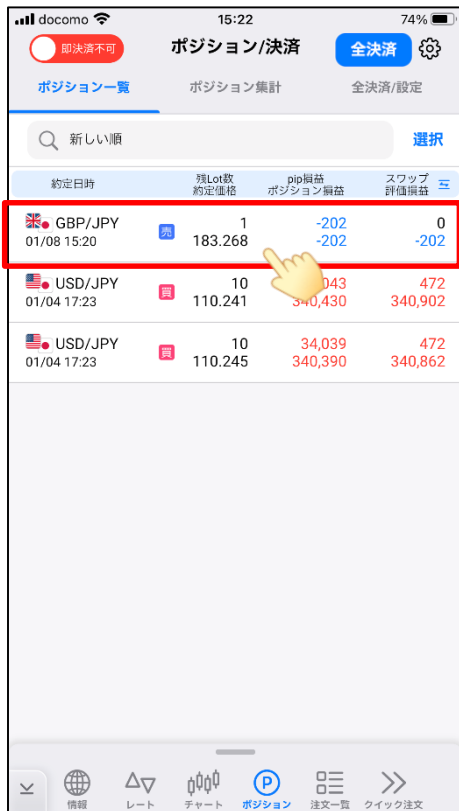 docomo 15:22 74%
即決済不可 ポジション/決済 全決済
ポジション一覧 ポジション集計 全決済/設定
新しい順 選択
約定日時 残Lot数 pip損益 スワップ
約定価格 ポジション損益 評価損益
GBP/JPY 売 1 -202 0
01/08 15:20 183.268 -202 -202
USD/JPY 買 10 043 472
01/04 17:23 110.241 340,430 340,902
USD/JPY 買 10 34,039 472
01/04 17:23 110.245 340,390 340,862
情報 レート チャート ポジション 注文一覧 クイック注文